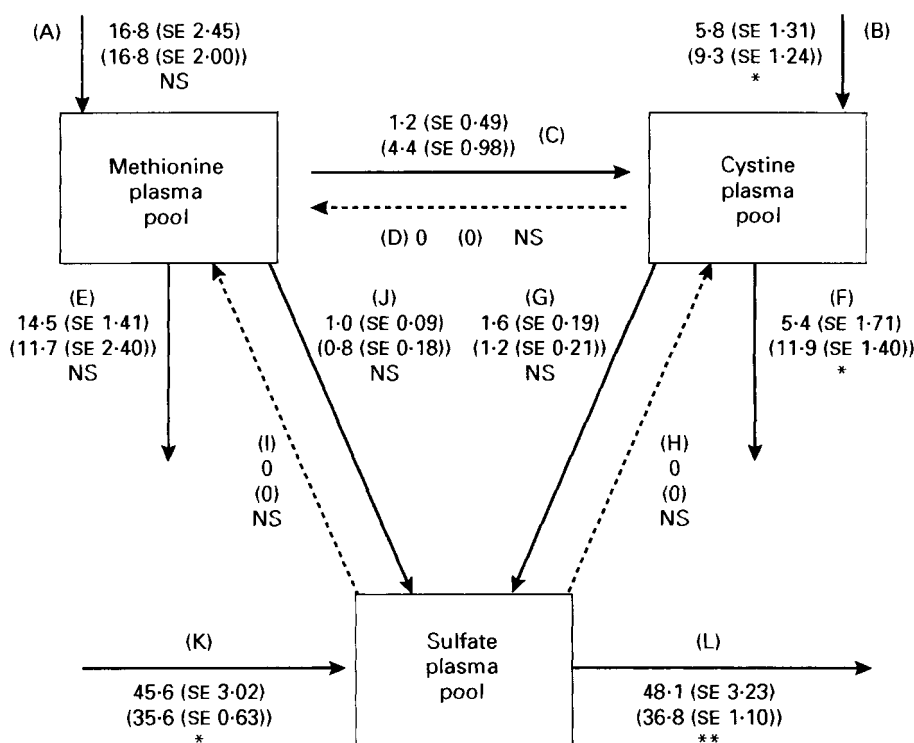 (A)
16·8 (SE 2·45)
(16·8 (SE 2·00))
NS
5·8 (SE 1·31)
(9·3 (SE 1·24))
*
(B)
Methionine
plasma
pool
1·2 (SE 0·49)
(4·4 (SE 0·98))
(C)
(D) 0 (0) NS
Cystine
plasma
pool
(E)
14·5 (SE 1·41)
(11·7 (SE 2·40))
NS
(J)
1·0 (SE 0·09)
(0·8 (SE 0·18))
NS
(G)
1·6 (SE 0·19)
(1·2 (SE 0·21))
NS
(F)
5·4 (SE 1·71)
(11·9 (SE 1·40))
*
(I)
0
(0)
NS
(H)
0
(0)
NS
(K)
45·6 (SE 3·02)
(35·6 (SE 0·63))
*
Sulfate
plasma
pool
(L)
48·1 (SE 3·23)
(36·8 (SE 1·10))
**